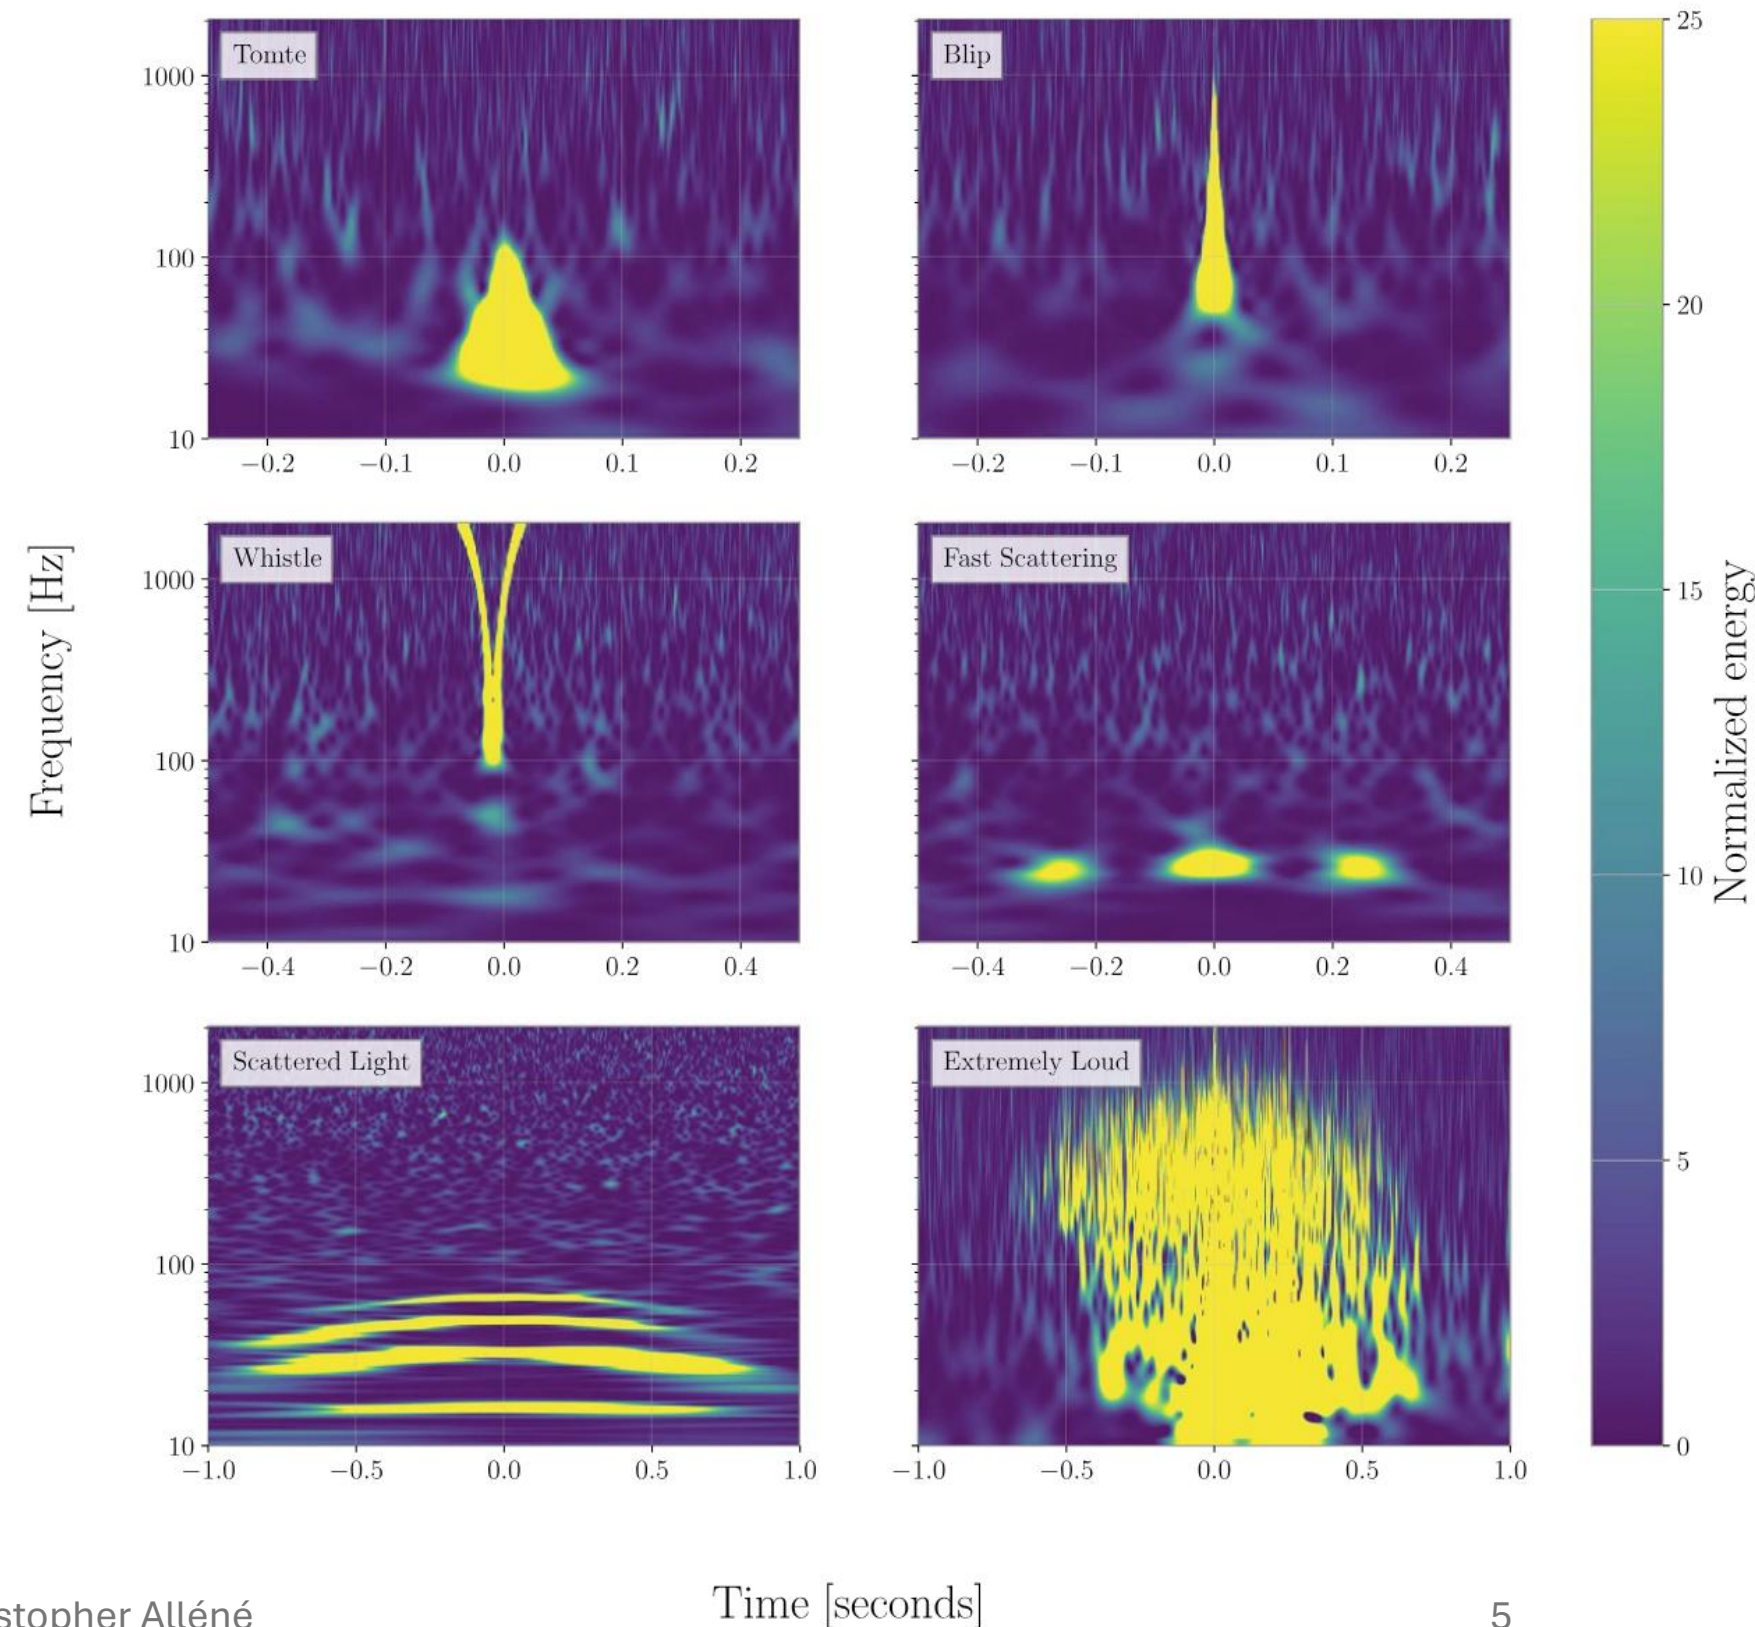 Tomte
1000
100
10
−0.2 −0.1 0.0 0.1 0.2
Blip
−0.2 −0.1 0.0 0.1 0.2
Whistle
1000
100
10
−0.4 −0.2 0.0 0.2 0.4
Fast Scattering
−0.4 −0.2 0.0 0.2 0.4
Scattered Light
1000
100
10
−1.0 −0.5 0.0 0.5 1.0
Extremely Loud
−1.0 −0.5 0.0 0.5 1.0
Frequency [Hz]
Time [seconds]
25
20
15
10
5
0
Normalized energy
stopher Alléné
5